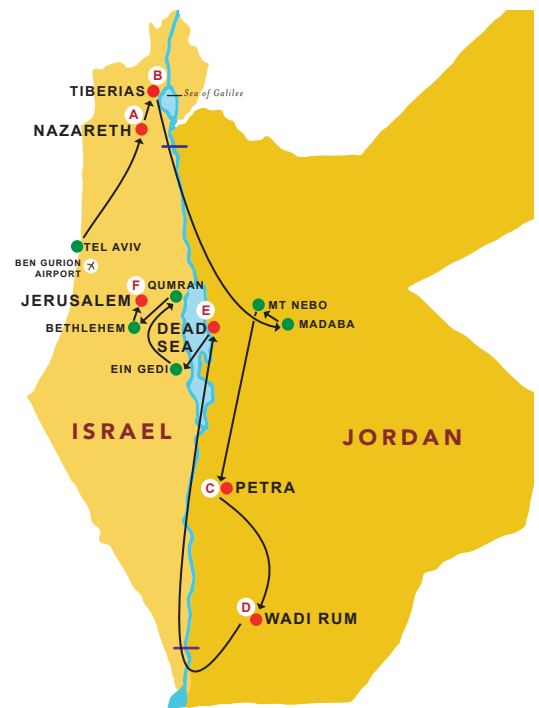 B
TIBERIAS
Sea of Galilee
A
NAZARETH
TEL AVIV
BEN GURION
AIRPORT
F
QUMRAN
JERUSALEM
BETHLEHEM
E
DEAD
SEA
MT NEBO
MADABA
EIN GEDI
ISRAEL
JORDAN
C
PETRA
D
WADI RUM